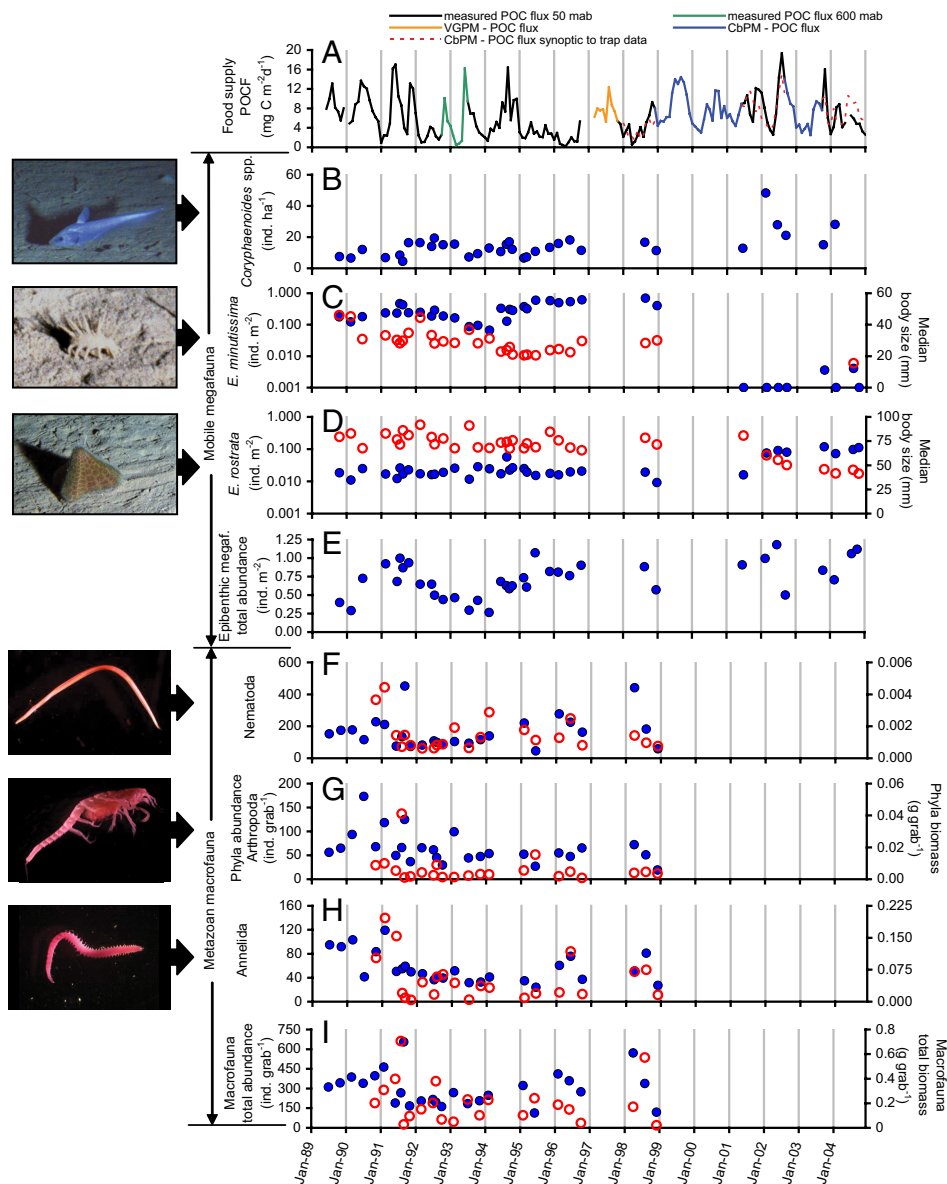 measured POC flux 50 mab
measured POC flux 600 mab
VGPM - POC flux
CbPM - POC flux
CbPM - POC flux synoptic to trap data
A
Food supply
POCF
(mg C m-2d-1)
20
16
12
8
4
0
B
Coryphaenoides spp.
(ind. ha-1)
60
40
20
0
C
E. minutissima
(ind. m-2)
1.000
0.100
0.010
0.001
60
40
20
0
Median
body size (mm)
D
E. rostrata
(ind. m-2)
1.000
0.100
0.010
0.001
100
75
50
25
0
Median
body size (mm)
E
Epibenthic megaf.
total abundance
(ind. m-2)
1.25
1.00
0.75
0.50
0.25
0.00
Mobile megafauna
F
Nematoda
600
400
200
0
0.006
0.004
0.002
0.000
G
Phyla abundance
Arthropoda
(ind. grab-1)
200
150
100
50
0
0.06
0.04
0.02
0.00
Phyla biomass
(g grab-1)
H
Annelida
160
120
80
40
0
0.225
0.150
0.075
0.000
I
Macrofauna
total abundance
(ind. grab-1)
750
600
450
300
150
0
0.8
0.6
0.4
0.2
0
Macrofauna
total biomass
(g grab-1)
Metazoan macrofauna
Jan-89
Jan-90
Jan-91
Jan-92
Jan-93
Jan-94
Jan-95
Jan-96
Jan-97
Jan-98
Jan-99
Jan-00
Jan-01
Jan-02
Jan-03
Jan-04